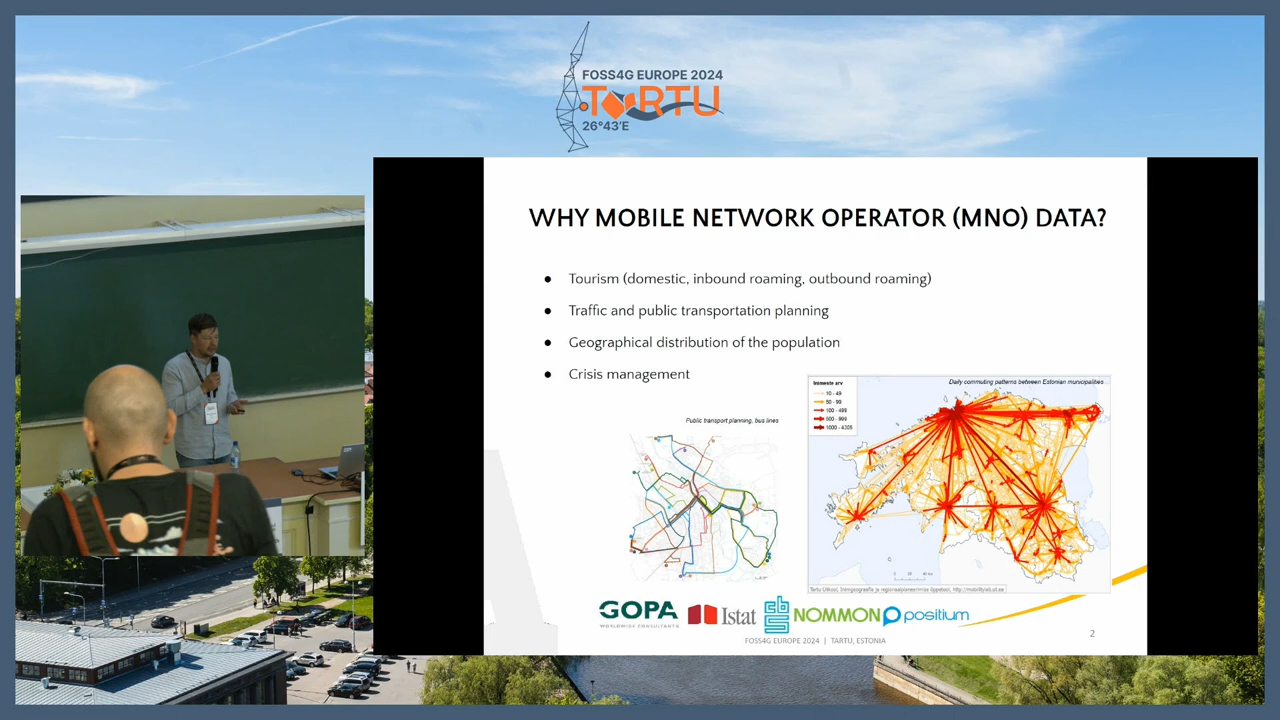 FOSS4G EUROPE 2024
TARTU
26°43'E
WHY MOBILE NETWORK OPERATOR (MNO) DATA?
● Tourism (domestic, inbound roaming, outbound roaming)
● Traffic and public transportation planning
● Geographical distribution of the population
● Crisis management
Public transport planning, bus lines
Daily commuting patterns between Estonian municipalities
Inimeste arv
10 - 49
50 - 99
100 - 499
500 - 999
1000 - 4305
GOPA
WORLDWIDE CONSULTANTS
Istat
cbs
NOMMON
positium
FOSS4G EUROPE 2024 | TARTU, ESTONIA
2